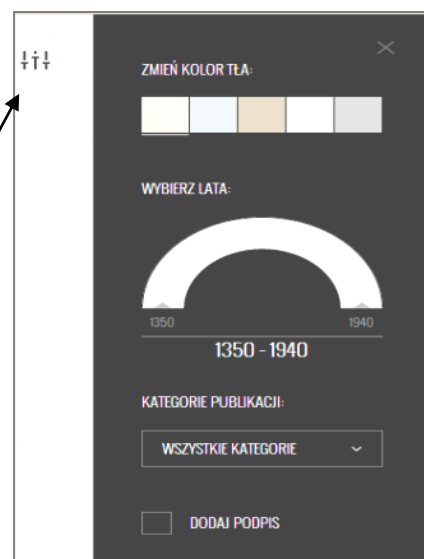 ZMIEŃ KOLOR TŁA:
WYBIERZ LATA:
1350 1940
1350 - 1940
KATEGORIE PUBLIKACJI:
WSZYSTKIE KATEGORIE
DODAJ PODPIS